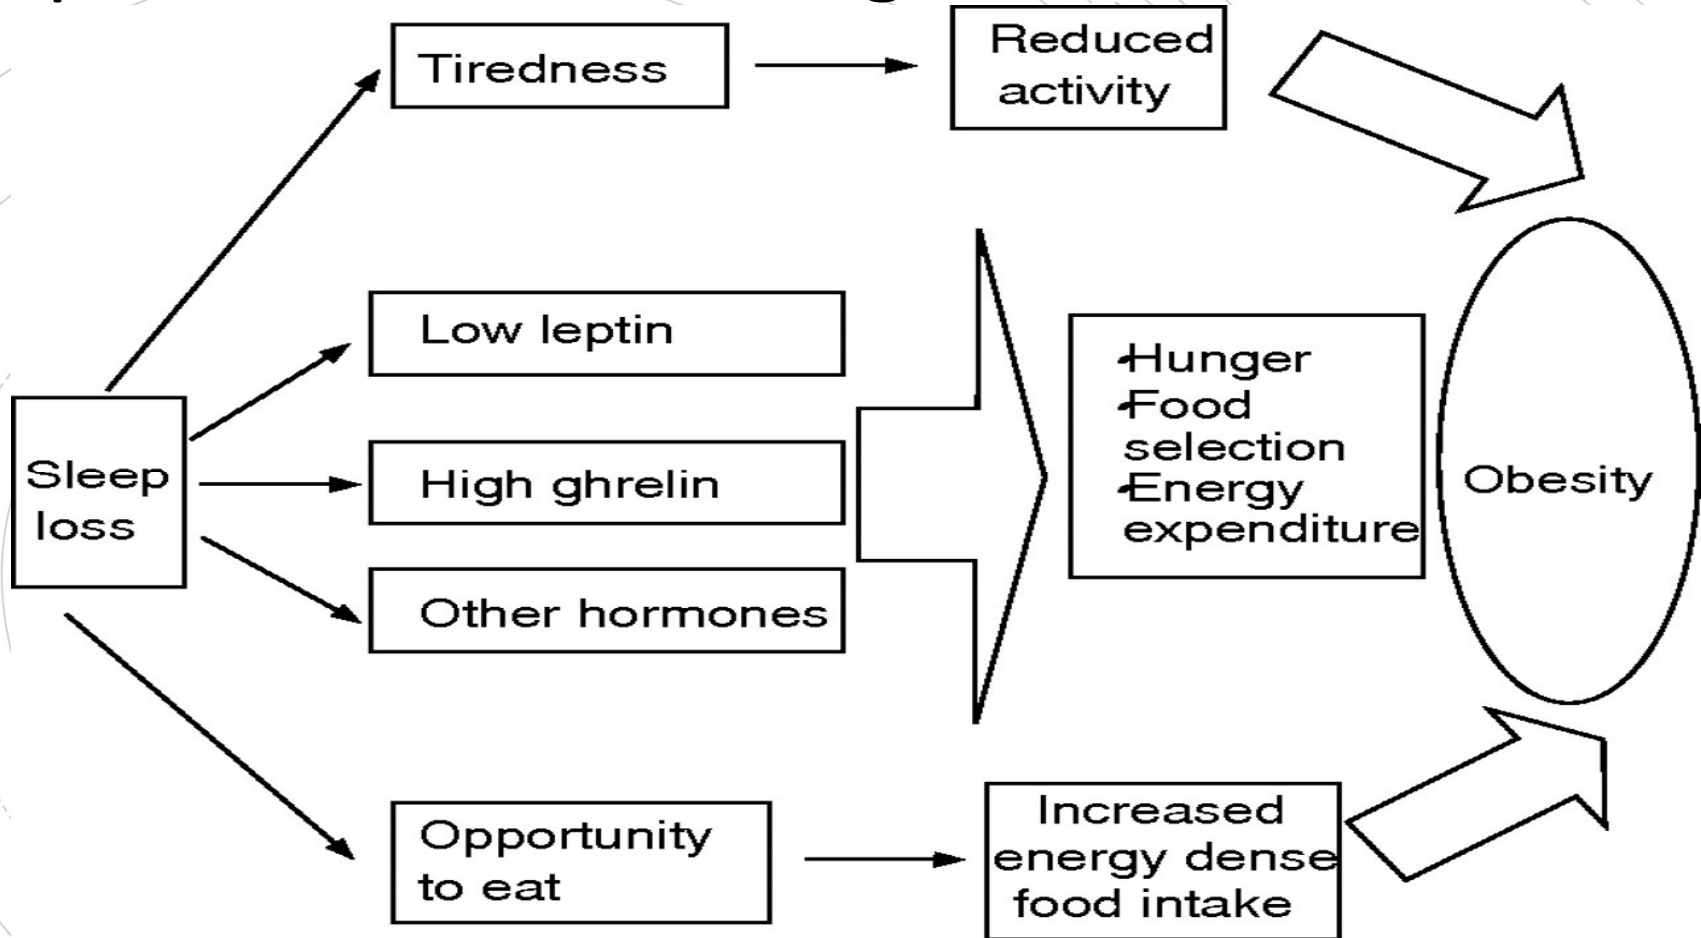 Tiredness
Reduced
activity
Low leptin
High ghrelin
Other hormones
Sleep
loss
Hunger
Food
selection
Energy
expenditure
Obesity
Opportunity
to eat
Increased
energy dense
food intake